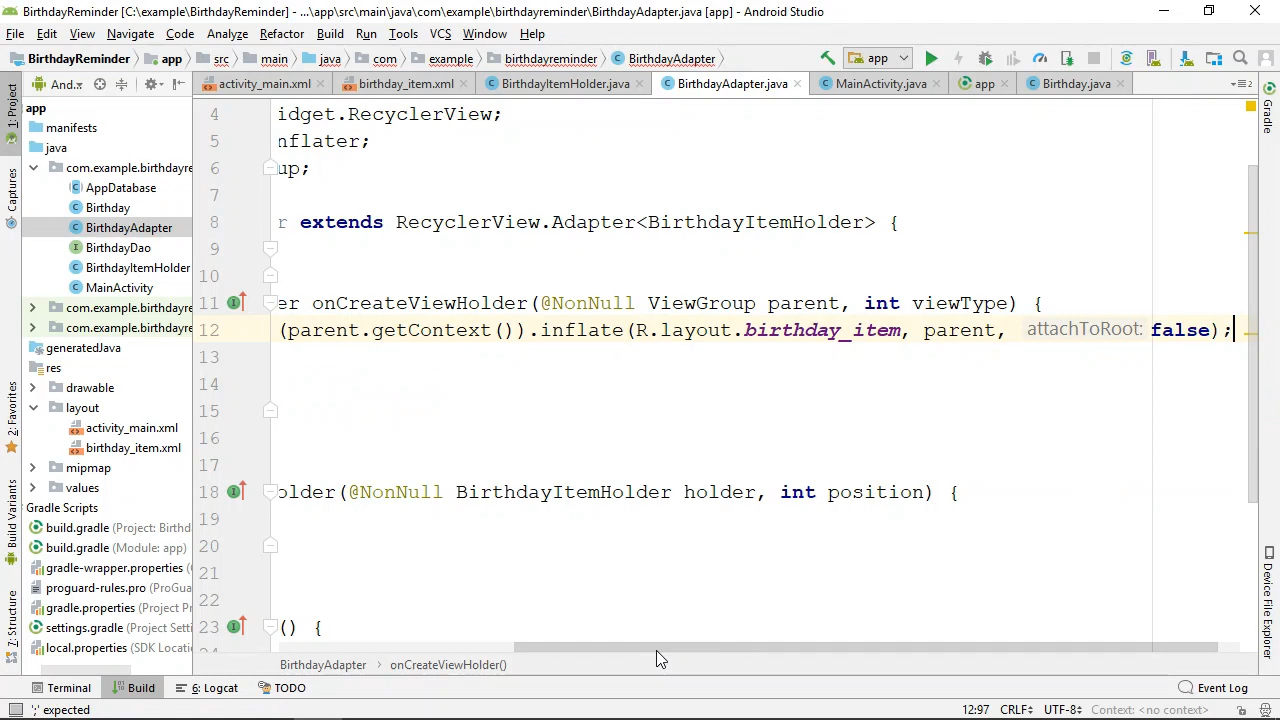 BirthdayReminder [C:\example\BirthdayReminder] - ...\app\src\main\java\com\example\birthdayreminder\BirthdayAdapter.java [app] - Android Studio
File Edit View Navigate Code Analyze Refactor Build Run Tools VCS Window Help
BirthdayReminder app src main java com example birthdayreminder BirthdayAdapter app
And.. activity_main.xml birthday_item.xml BirthdayItemHolder.java BirthdayAdapter.java MainActivity.java app Birthday.java
1: Project
Captures
2: Favorites
Build Variants
7: Structure
app
manifests
java
com.example.birthdayre
AppDatabase
Birthday
BirthdayAdapter
BirthdayDao
BirthdayItemHolder
MainActivity
com.example.birthdayre
com.example.birthdayre
generatedJava
res
drawable
layout
activity_main.xml
birthday_item.xml
mipmap
values
Gradle Scripts
build.gradle (Project: Birthd
build.gradle (Module: app)
gradle-wrapper.properties (
proguard-rules.pro (ProGua
gradle.properties (Project P
settings.gradle (Project Setti
local.properties (SDK Locatio
4 idget.RecyclerView;
5 nflater;
6 up;
7
8 r extends RecyclerView.Adapter<BirthdayItemHolder> {
9
10
11 er onCreateViewHolder(@NonNull ViewGroup parent, int viewType) {
12 (parent.getContext()).inflate(R.layout.birthday_item, parent, attachToRoot: false);
13
14
15
16
17
18 older(@NonNull BirthdayItemHolder holder, int position) {
19
20
21
22
23 () {
BirthdayAdapter › onCreateViewHolder()
Gradle
Device File Explorer
Terminal Build 6: Logcat TODO Event Log
';' expected 12:97 CRLF UTF-8 Context: <no context>